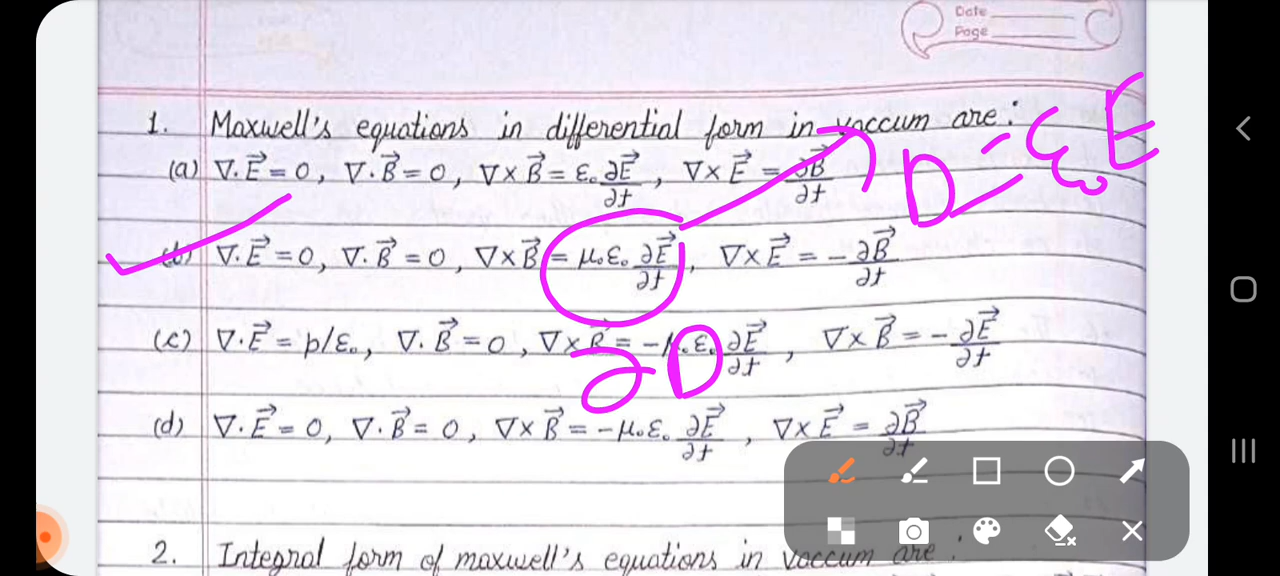 Date
Page
1. Maxwell's equations in differential form in vaccum are:
(a) ∇.E⃗ = 0, ∇.B⃗ = 0, ∇×B⃗ = ε₀ ∂E⃗/∂t, ∇×E⃗ = ∂B⃗/∂t
D = ε₀E
(b) ∇.E⃗ = 0, ∇.B⃗ = 0, ∇×B⃗ = μ₀ε₀ ∂E⃗/∂t, ∇×E⃗ = -∂B⃗/∂t
(c) ∇.E⃗ = p/ε₀, ∇.B⃗ = 0, ∇×B⃗ = -μ₀ε₀ ∂E⃗/∂t, ∇×B⃗ = -∂E⃗/∂t
∂D
(d) ∇.E⃗ = 0, ∇.B⃗ = 0, ∇×B⃗ = -μ₀ε₀ ∂E⃗/∂t, ∇×E⃗ = ∂B⃗/∂t
2. Integral form of maxwell's equations in vaccum are: